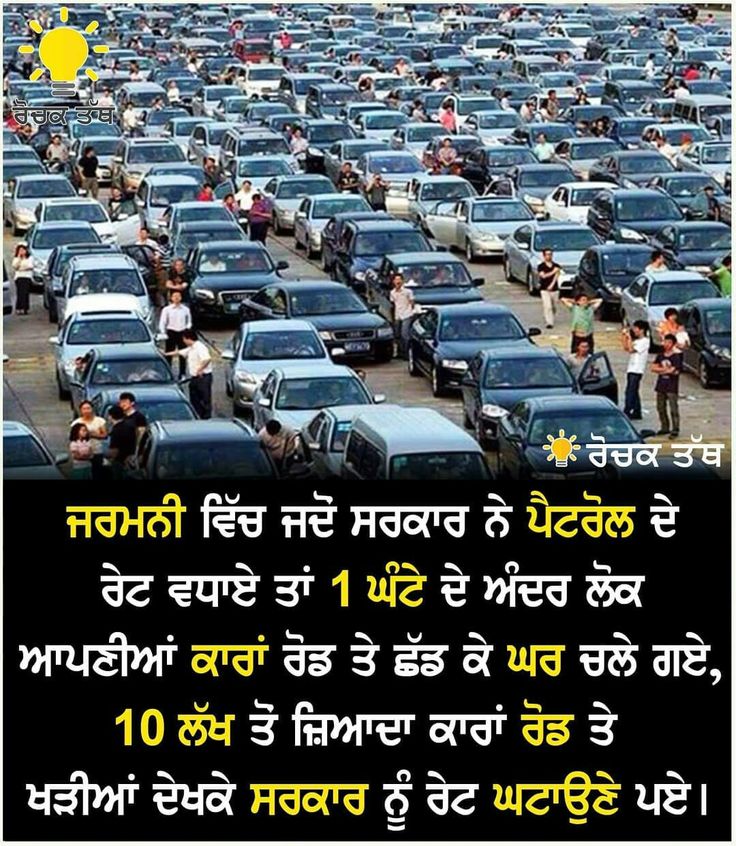 ਰੋਚਕ ਤੱਥ
ਰੋਚਕ ਤੱਥ
ਜਰਮਨੀ ਵਿੱਚ ਜਦੋਂ ਸਰਕਾਰ ਨੇ ਪੈਟਰੋਲ ਦੇ
ਰੇਟ ਵਧਾਏ ਤਾਂ 1 ਘੰਟੇ ਦੇ ਅੰਦਰ ਲੋਕ
ਆਪਣੀਆਂ ਕਾਰਾਂ ਰੋਡ ਤੇ ਛੱਡ ਕੇ ਘਰ ਚਲੇ ਗਏ,
10 ਲੱਖ ਤੋਂ ਜ਼ਿਆਦਾ ਕਾਰਾਂ ਰੋਡ ਤੇ
ਖੜੀਆਂ ਦੇਖਕੇ ਸਰਕਾਰ ਨੂੰ ਰੇਟ ਘਟਾਉਣੇ ਪਏ।